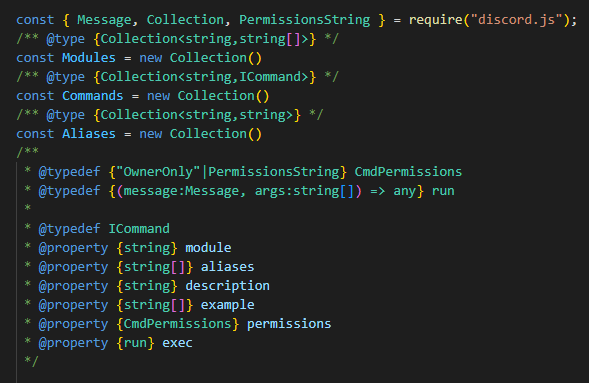 const { Message, Collection, PermissionsString } = require("discord.js");
/** @type {Collection<string,string[]>} */
const Modules = new Collection()
/** @type {Collection<string,ICommand>} */
const Commands = new Collection()
/** @type {Collection<string,string>} */
const Aliases = new Collection()
/**
 * @typedef {"OwnerOnly"|PermissionsString} CmdPermissions
 * @typedef {(message:Message, args:string[]) => any} run
 *
 * @typedef ICommand
 * @property {string} module
 * @property {string[]} aliases
 * @property {string} description
 * @property {string[]} example
 * @property {CmdPermissions} permissions
 * @property {run} exec
 */